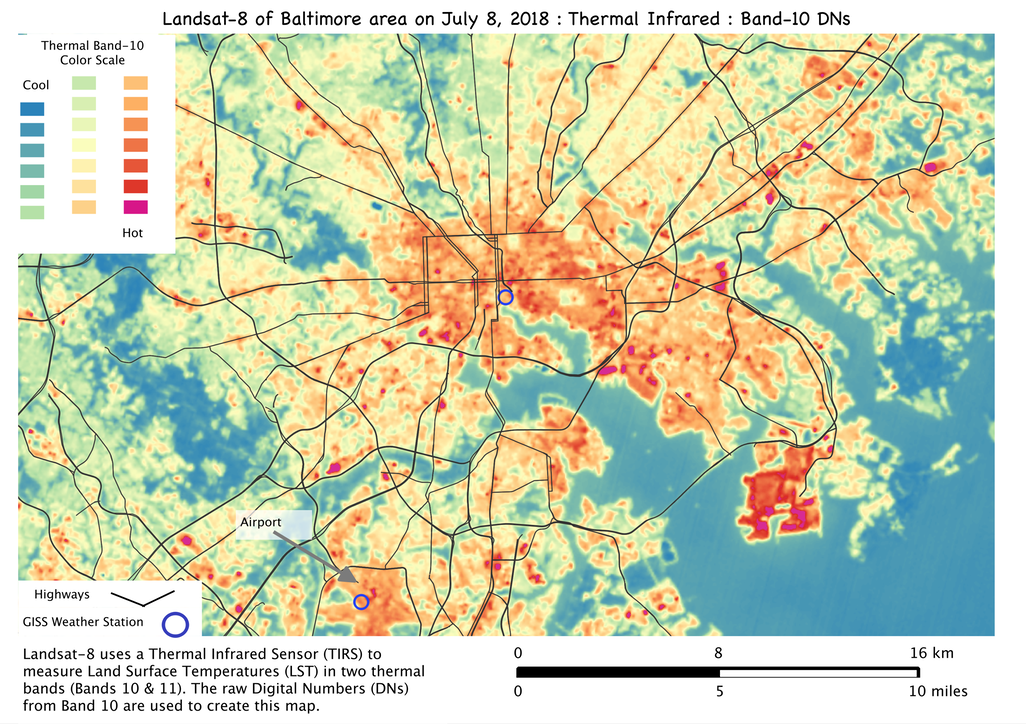 Landsat-8 of Baltimore area on July 8, 2018 : Thermal Infrared : Band-10 DNs
Thermal Band-10
Color Scale
Cool
Hot
Airport
Highways
GISS Weather Station
Landsat-8 uses a Thermal Infrared Sensor (TIRS) to
measure Land Surface Temperatures (LST) in two thermal
bands (Bands 10 & 11). The raw Digital Numbers (DNs)
from Band 10 are used to create this map.
0 8 16 km
0 5 10 miles